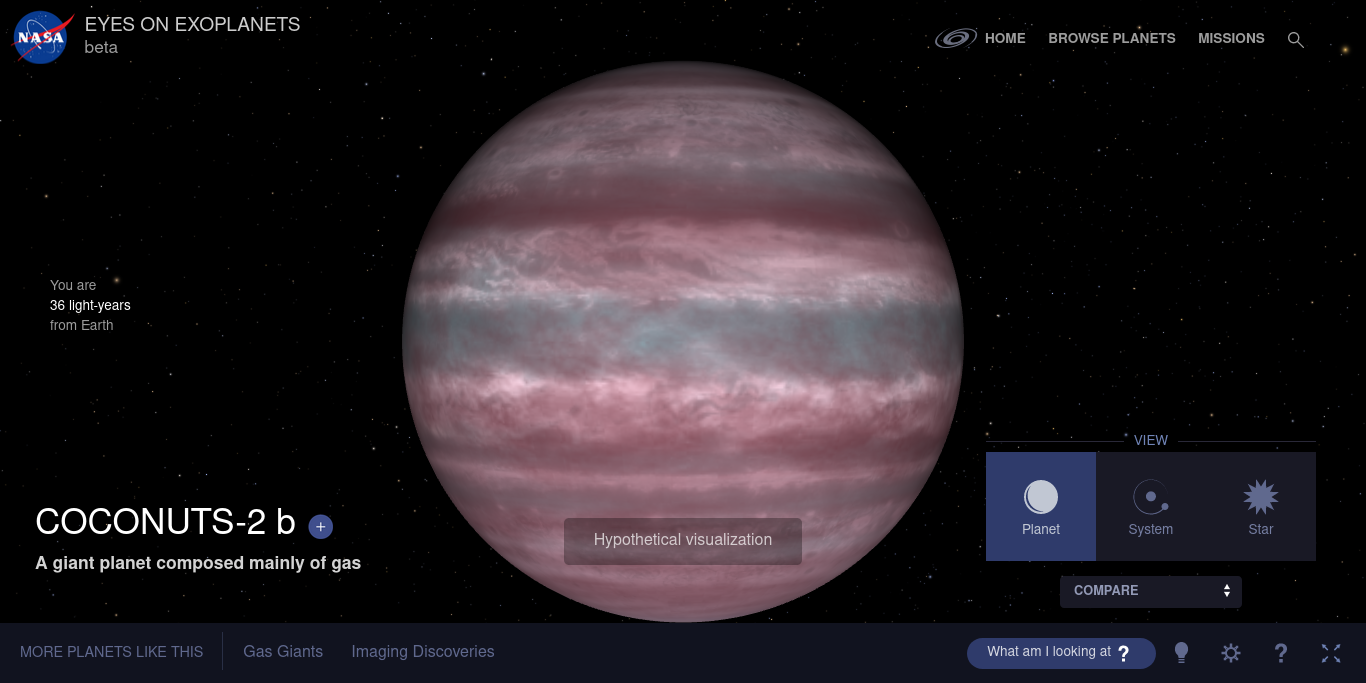 NASA
EYES ON EXOPLANETS
beta
HOME
BROWSE PLANETS
MISSIONS
You are
36 light-years
from Earth
VIEW
Planet
System
Star
COMPARE
COCONUTS-2 b +
A giant planet composed mainly of gas
Hypothetical visualization
MORE PLANETS LIKE THIS
Gas Giants
Imaging Discoveries
What am I looking at ?
?